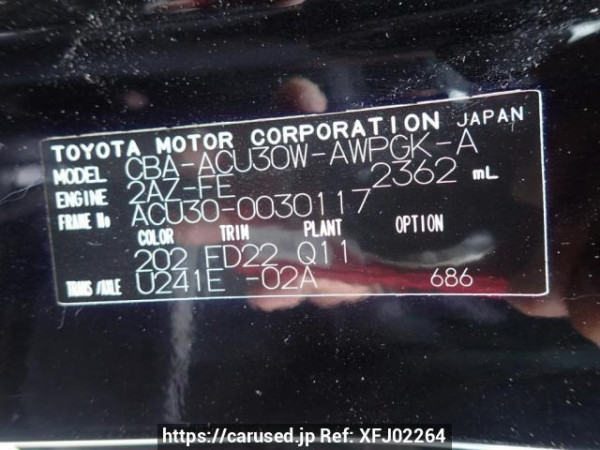 TOYOTA MOTOR CORPORATION JAPAN
MODEL CBA-ACU30W-AWPGK-A
ENGINE 2AZ-FE 2362 mL
FRAME No ACU30-0030117
COLOR TRIM PLANT OPTION
202 FD22 Q11
TRANS/AXLE U241E -02A 686
https://carused.jp Ref: XFJ02264